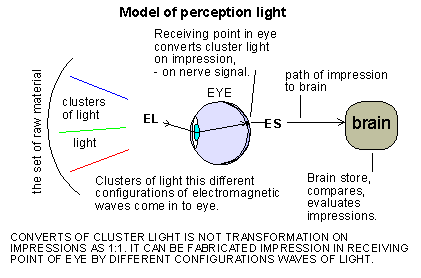 Model of perception light
Receiving point in eye
converts cluster light
on impression,
- on nerve signal.
path of impression
to brain
the set of raw material
clusters
of light
light
EYE
EL
ES
brain
Clusters of light this different
configurations of electromagnetic
waves come in to eye.
Brain store,
compares,
evaluates
impressions.
CONVERTS OF CLUSTER LIGHT IS NOT TRANSFORMATION ON
IMPRESSIONS AS 1:1. IT CAN BE FABRICATED IMPRESSION IN RECEIVING
POINT OF EYE BY DIFFERENT CONFIGURATIONS WAVES OF LIGHT.